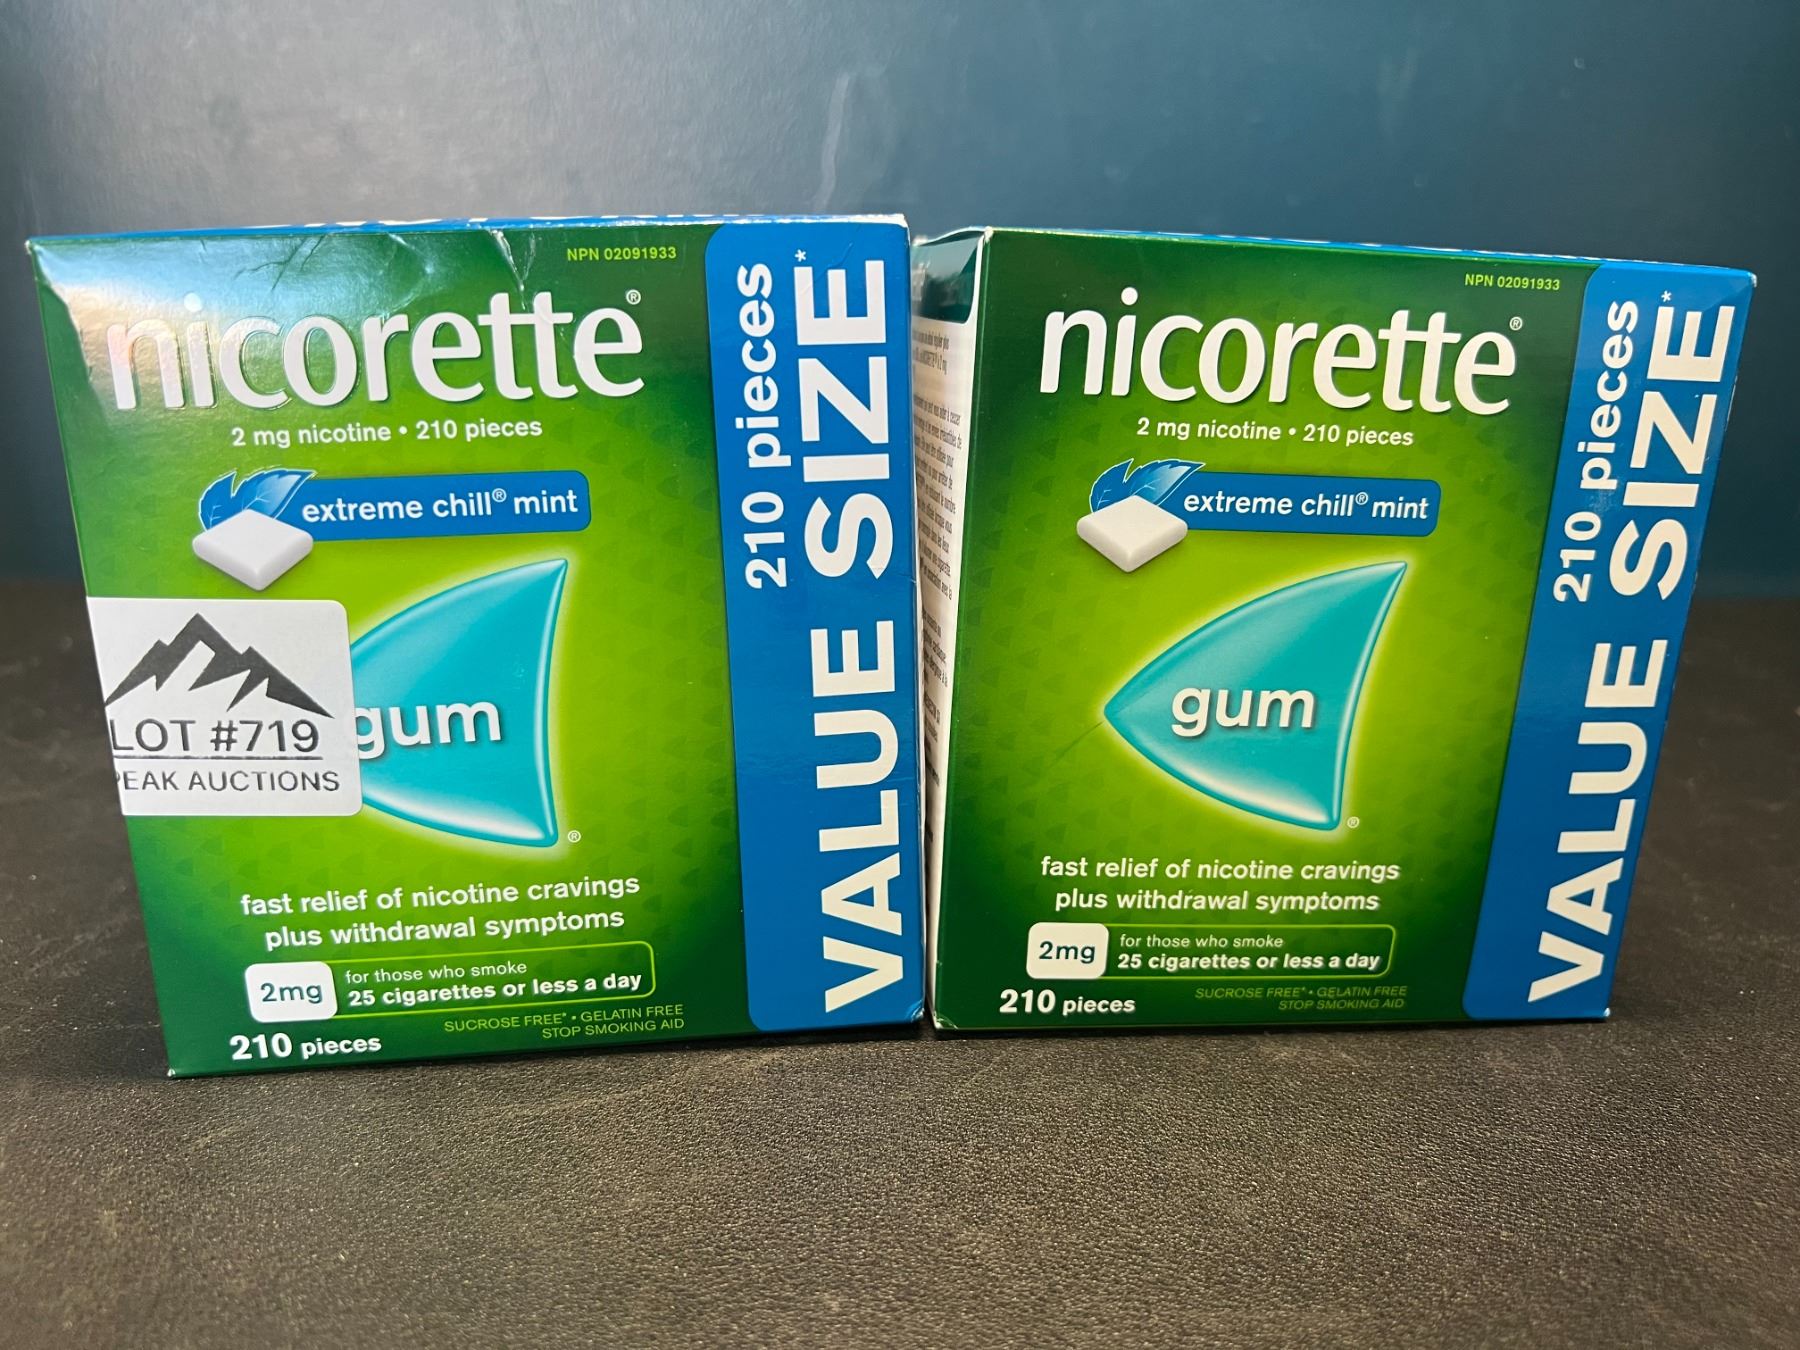 NPN 02091933
nicorette®
2 mg nicotine • 210 pieces
extreme chill® mint
LOT #719
PEAK AUCTIONS
gum
®
fast relief of nicotine cravings
plus withdrawal symptoms
2mg
for those who smoke
25 cigarettes or less a day
SUCROSE FREE* • GELATIN FREE
STOP SMOKING AID
210 pieces
210 pieces
VALUE SIZE*
NPN 02091933
nicorette®
2 mg nicotine • 210 pieces
extreme chill® mint
gum
®
fast relief of nicotine cravings
plus withdrawal symptoms
2mg
for those who smoke
25 cigarettes or less a day
210 pieces
SUCROSE FREE* • GELATIN FREE
STOP SMOKING AID
210 pieces
VALUE SIZE*